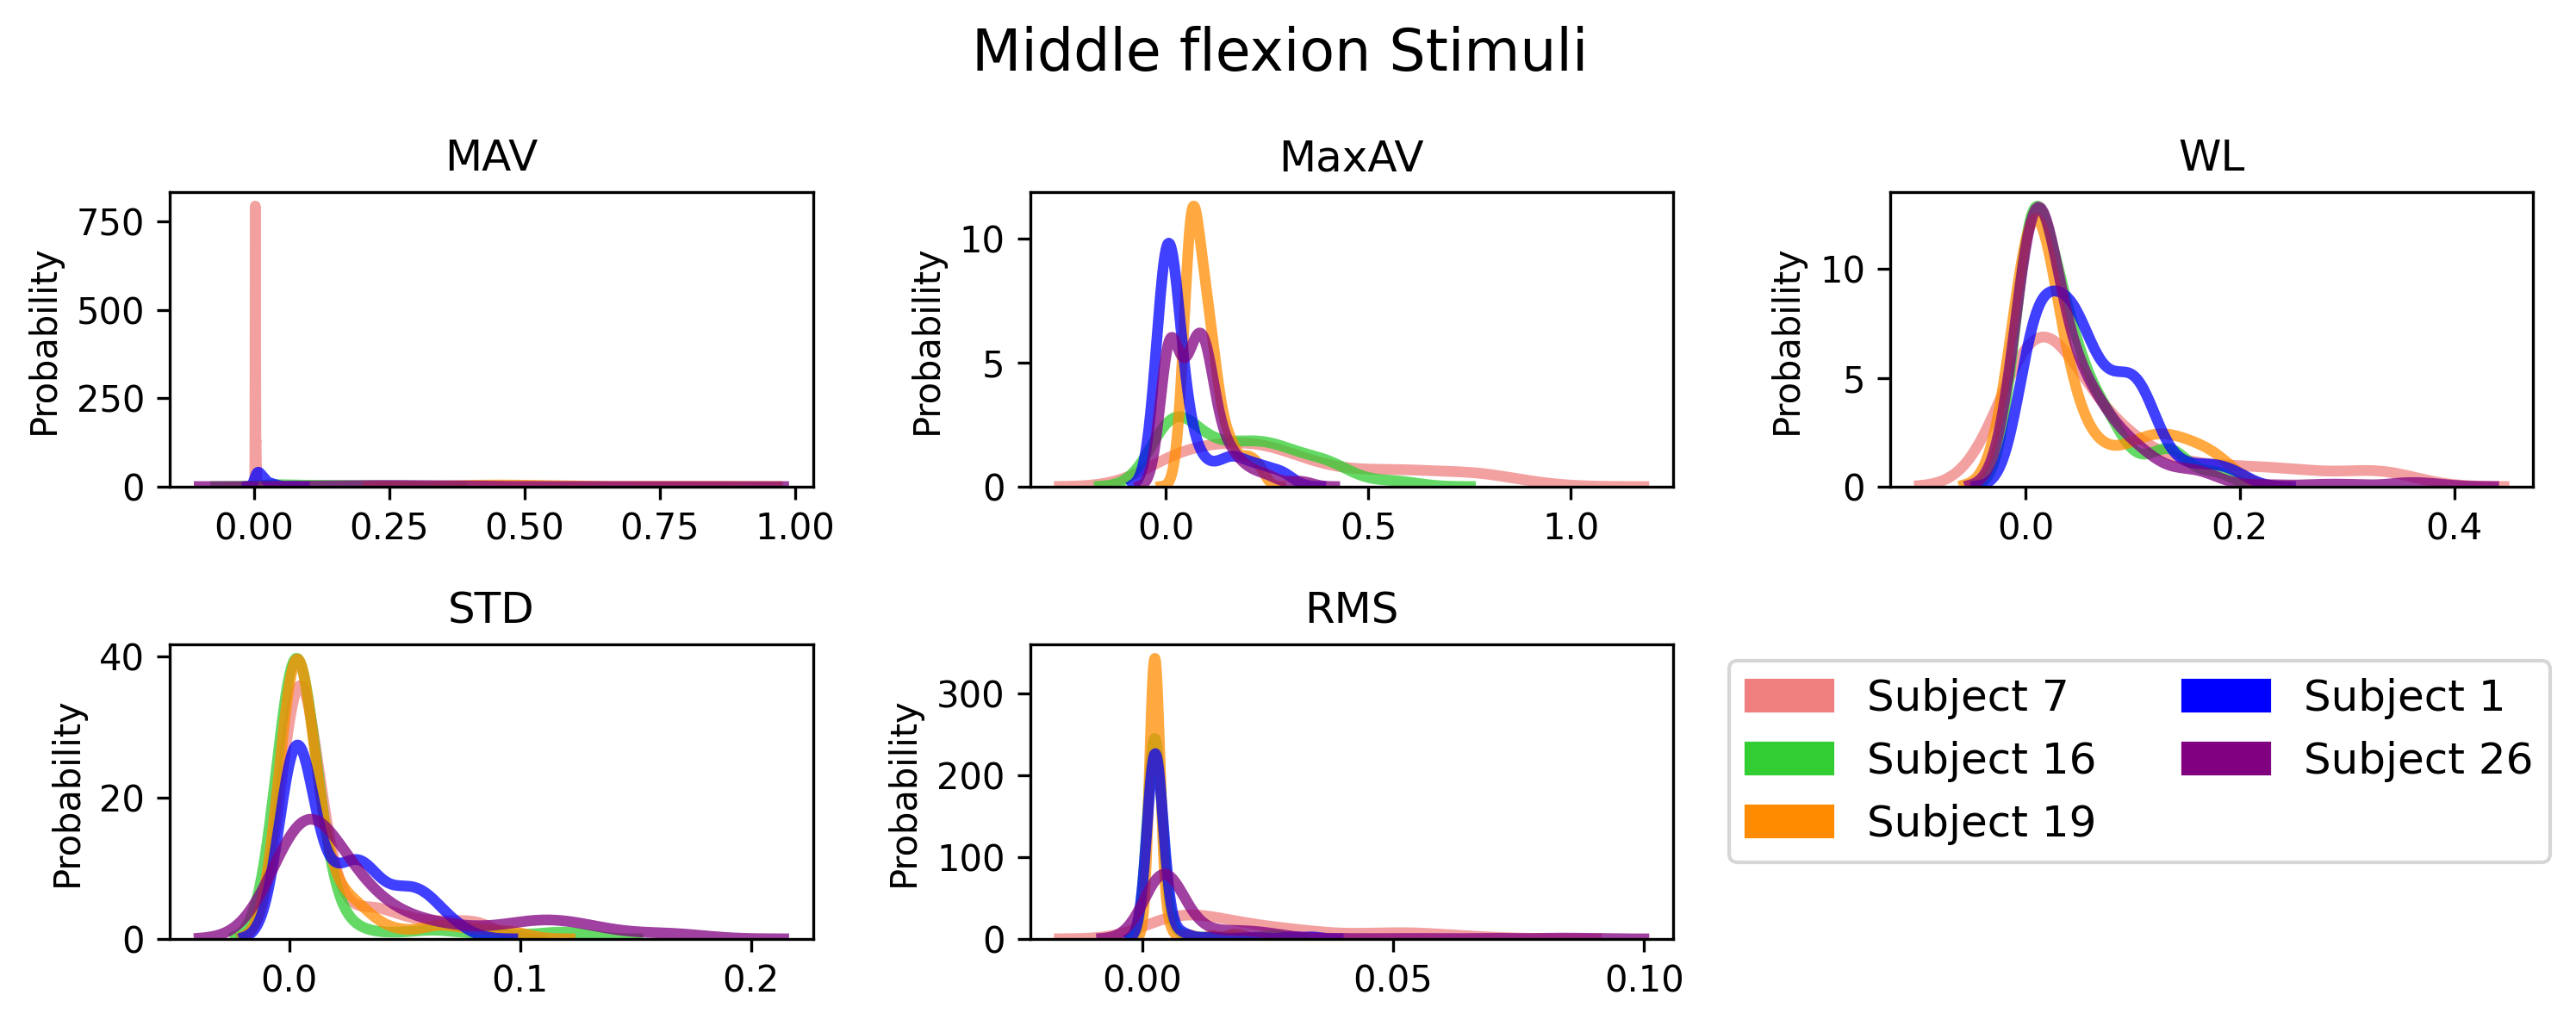 Middle flexion Stimuli
MAV
Probability
750
500
250
0
0.00 0.25 0.50 0.75 1.00
MaxAV
Probability
10
5
0
0.0 0.5 1.0
WL
Probability
10
5
0
0.0 0.2 0.4
STD
Probability
40
20
0
0.0 0.1 0.2
RMS
Probability
300
200
100
0
0.00 0.05 0.10
Subject 7
Subject 16
Subject 19
Subject 1
Subject 26